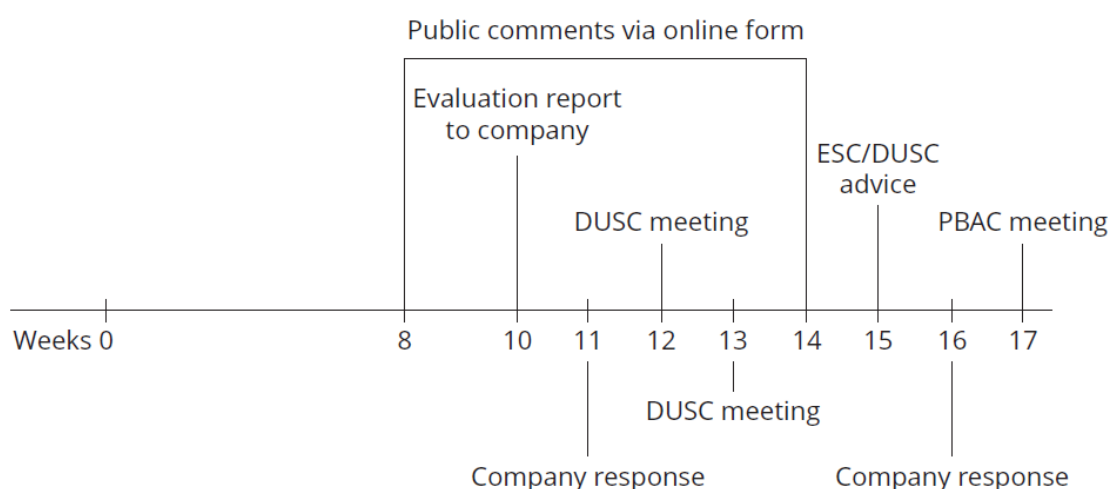 Public comments via online form
Evaluation report
to company
ESC/DUSC
advice
DUSC meeting
PBAC meeting
Weeks 0 8 10 11 12 13 14 15 16 17
DUSC meeting
Company response
Company response